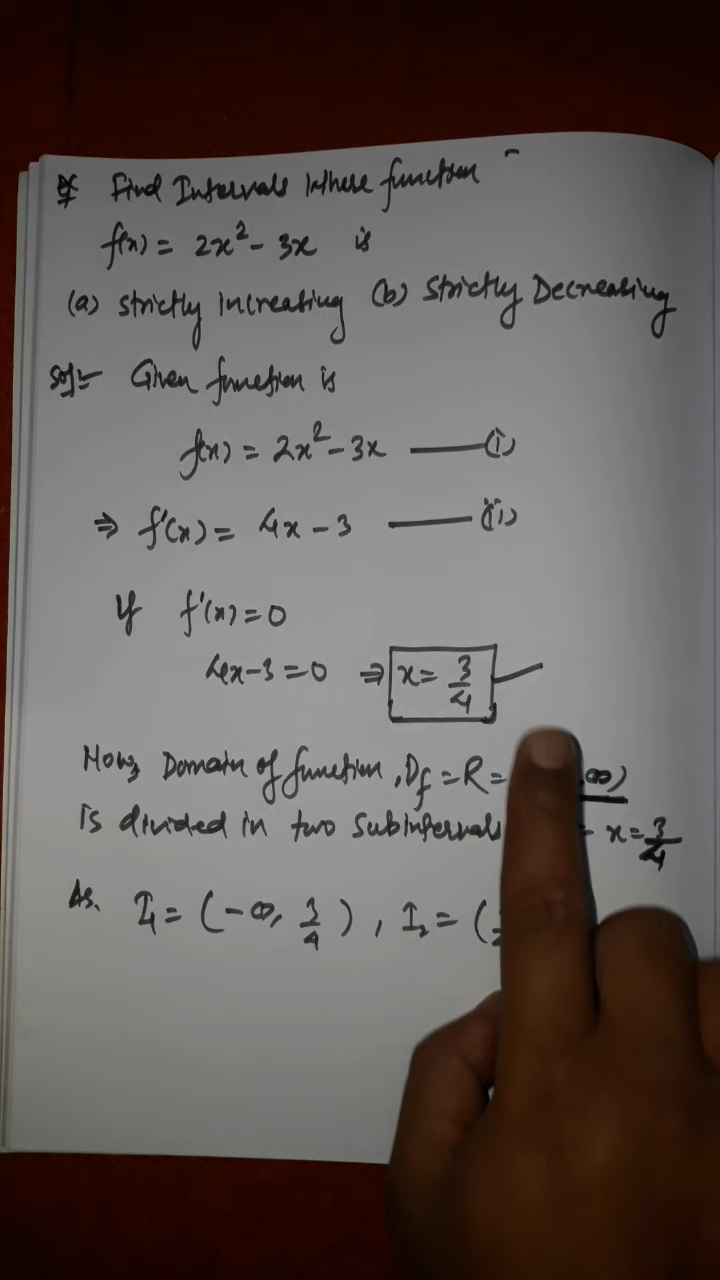 Find Intervals Where function
f(x) = 2x² - 3x is
(a) strictly increasing (b) Strictly Decreasing
Sol:- Given function is
f(x) = 2x² - 3x —— (i)
⇒ f'(x) = 4x - 3 —— (ii)
If f'(x) = 0
4x-3 = 0 ⇒ x = 3/4
Now, Domain of function, Df = R = ∞)
is divided in two Subintervals x = 3/4
As. I₁ = (-∞, 3/4), I₂ = (